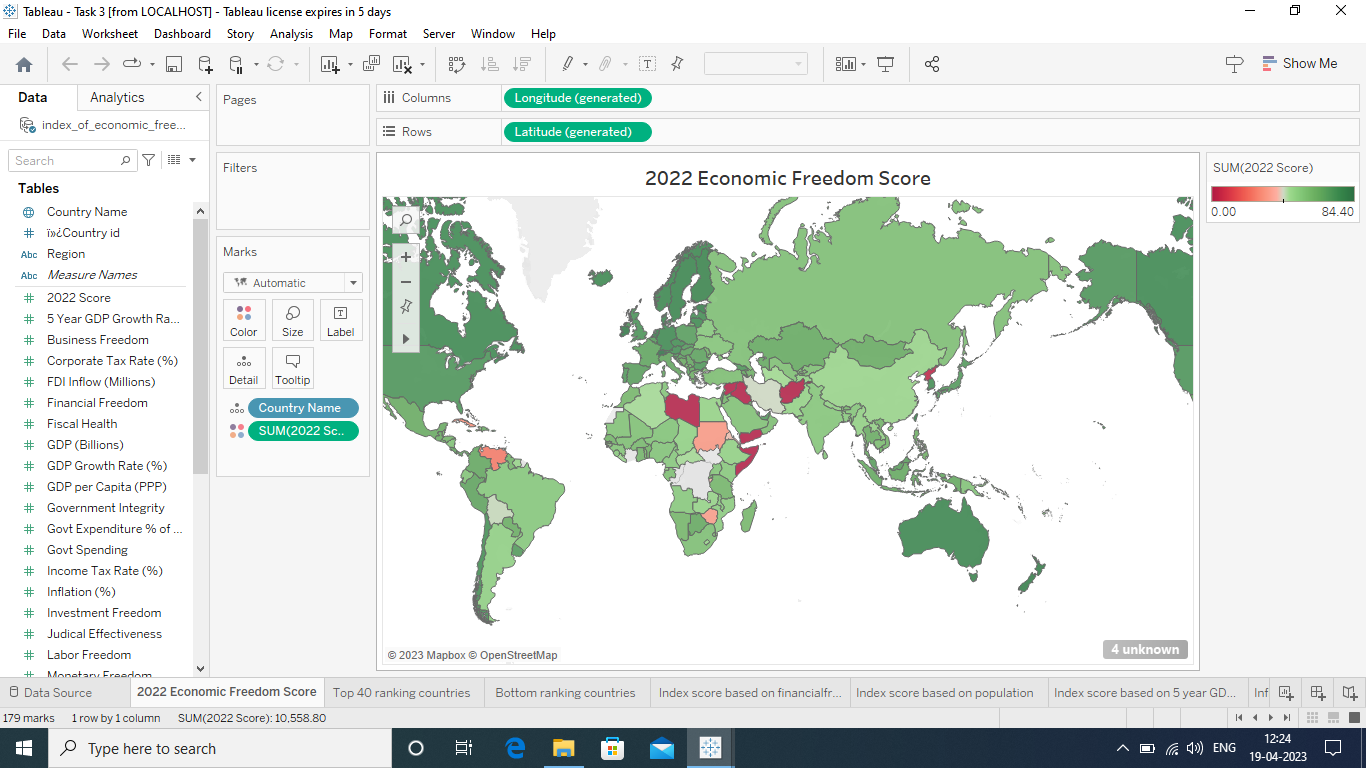 Tableau - Task 3 [from LOCALHOST] - Tableau license expires in 5 days
File Data Worksheet Dashboard Story Analysis Map Format Server Window Help
Show Me
Data Analytics
index_of_economic_free...
Search
Tables
Country Name
ï»¿Country id
Abc Region
Abc Measure Names
2022 Score
5 Year GDP Growth Ra...
Business Freedom
Corporate Tax Rate (%)
FDI Inflow (Millions)
Financial Freedom
Fiscal Health
GDP (Billions)
GDP Growth Rate (%)
GDP per Capita (PPP)
Government Integrity
Govt Expenditure % of ...
Govt Spending
Income Tax Rate (%)
Inflation (%)
Investment Freedom
Judical Effectiveness
Labor Freedom
Monetary Freedom
Pages
Filters
Marks
Automatic
Color Size Label
Detail Tooltip
Country Name
SUM(2022 Sc..
Columns Longitude (generated)
Rows Latitude (generated)
2022 Economic Freedom Score
© 2023 Mapbox © OpenStreetMap
4 unknown
SUM(2022 Score)
0.00 84.40
Data Source 2022 Economic Freedom Score Top 40 ranking countries Bottom ranking countries Index score based on financialfr... Index score based on population Index score based on 5 year GD... Inf
179 marks 1 row by 1 column SUM(2022 Score): 10,558.80
Type here to search
ENG
12:24
19-04-2023